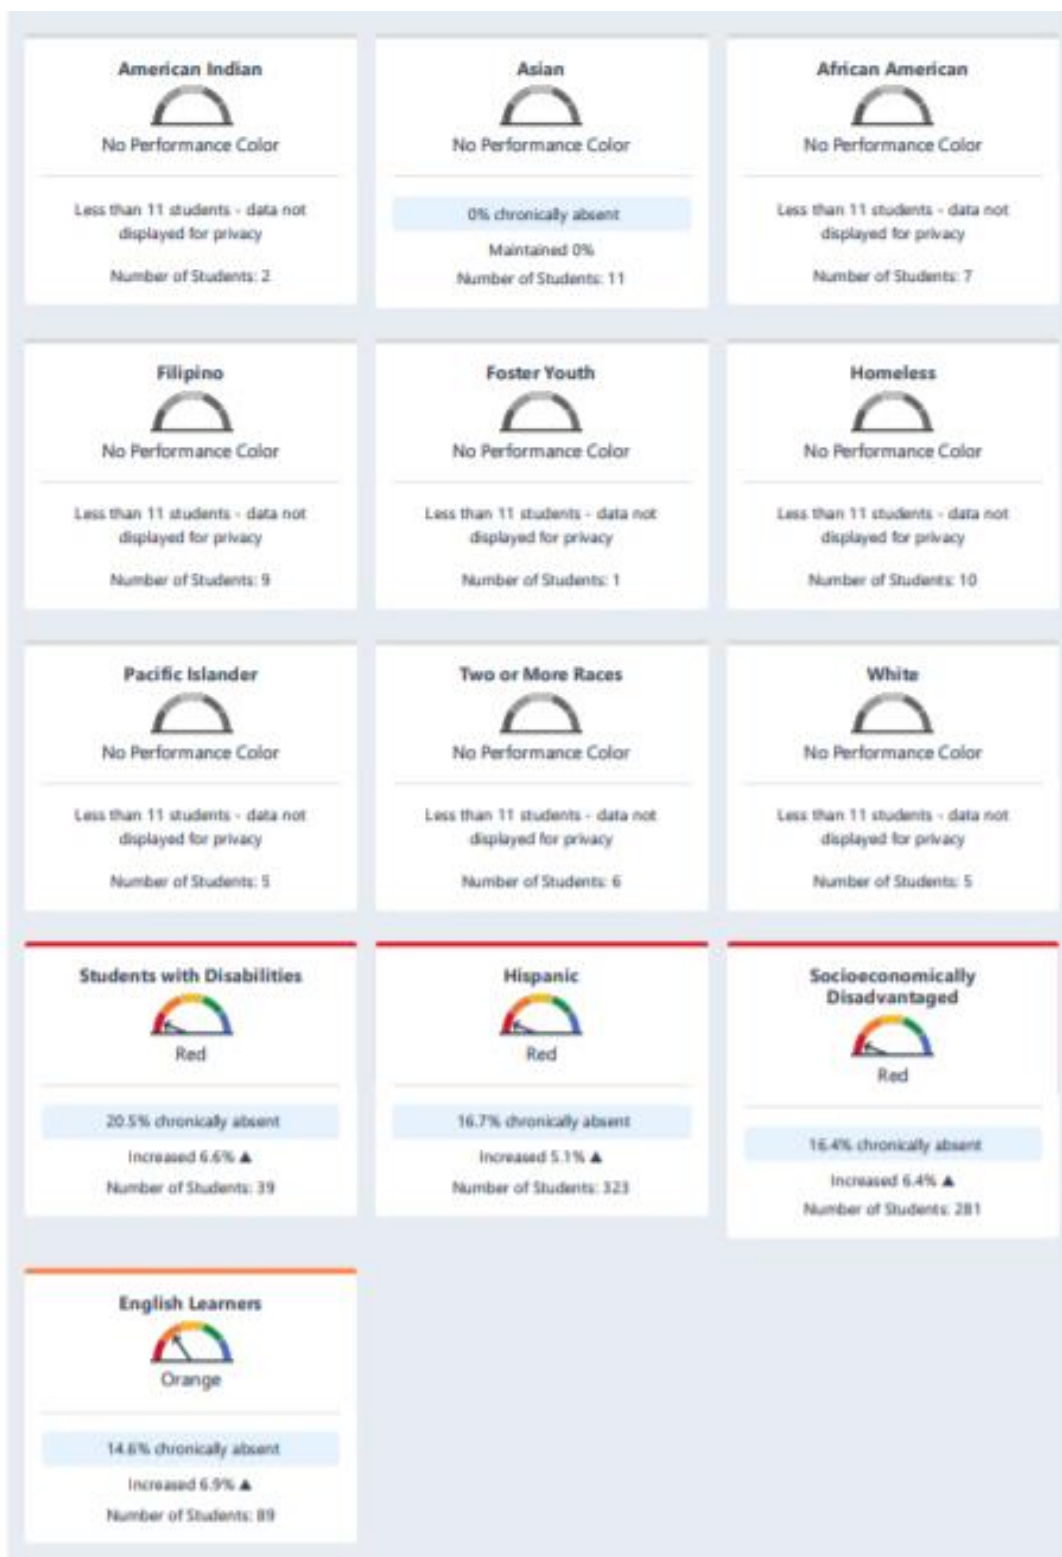 American Indian
No Performance Color
Less than 11 students - data not
displayed for privacy
Number of Students: 2
Asian
No Performance Color
0% chronically absent
Maintained 0%
Number of Students: 11
African American
No Performance Color
Less than 11 students - data not
displayed for privacy
Number of Students: 7
Filipino
No Performance Color
Less than 11 students - data not
displayed for privacy
Number of Students: 9
Foster Youth
No Performance Color
Less than 11 students - data not
displayed for privacy
Number of Students: 1
Homeless
No Performance Color
Less than 11 students - data not
displayed for privacy
Number of Students: 10
Pacific Islander
No Performance Color
Less than 11 students - data not
displayed for privacy
Number of Students: 5
Two or More Races
No Performance Color
Less than 11 students - data not
displayed for privacy
Number of Students: 6
White
No Performance Color
Less than 11 students - data not
displayed for privacy
Number of Students: 5
Students with Disabilities
Red
20.5% chronically absent
Increased 6.6% ▲
Number of Students: 39
Hispanic
Red
16.7% chronically absent
Increased 5.1% ▲
Number of Students: 323
Socioeconomically
Disadvantaged
Red
16.4% chronically absent
Increased 6.4% ▲
Number of Students: 281
English Learners
Orange
14.6% chronically absent
Increased 6.9% ▲
Number of Students: 89